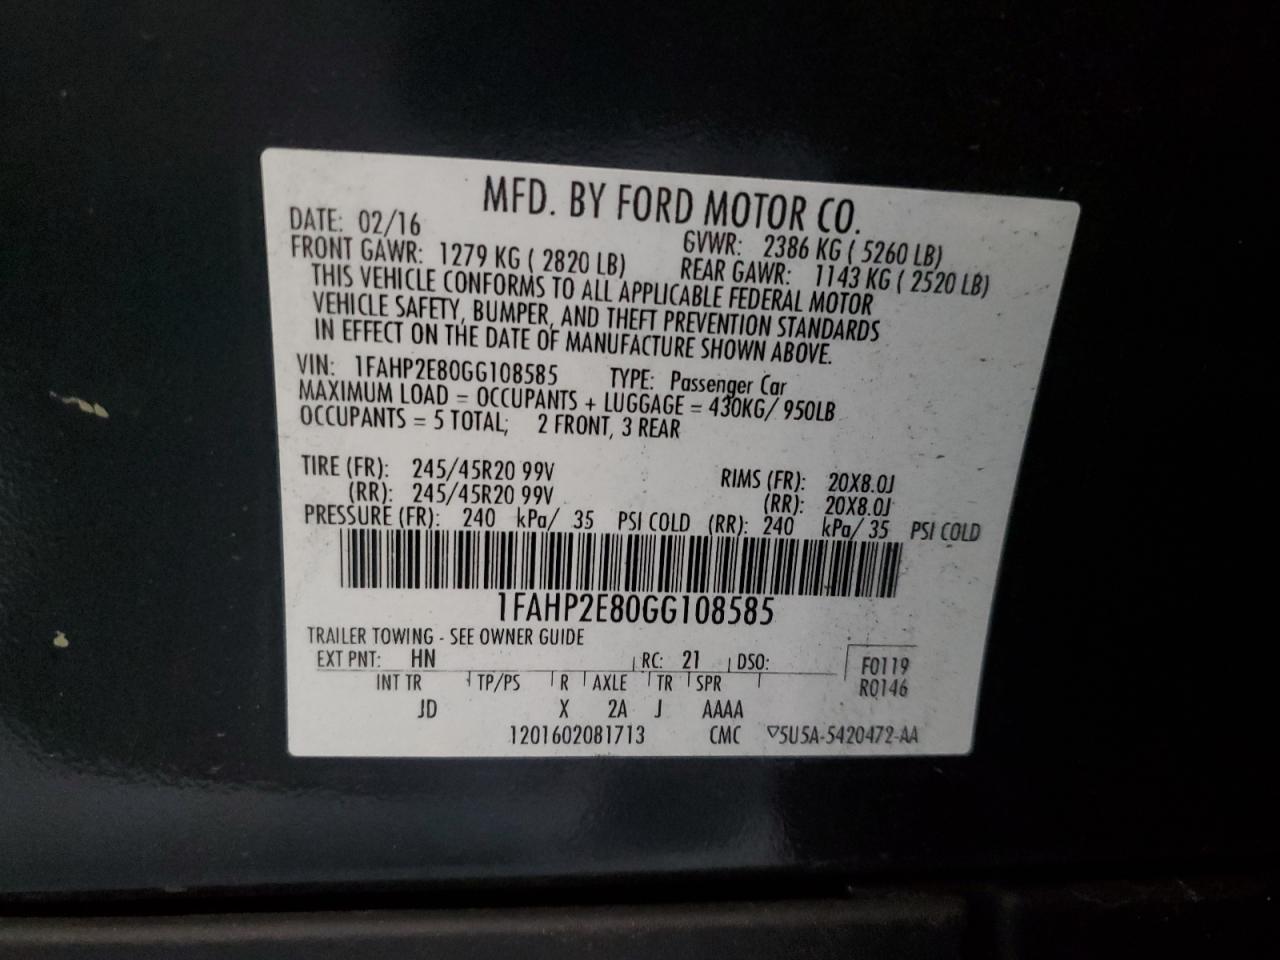 MFD. BY FORD MOTOR CO.
DATE: 02/16 GVWR: 2386 KG ( 5260 LB)
FRONT GAWR: 1279 KG ( 2820 LB) REAR GAWR: 1143 KG ( 2520 LB)
THIS VEHICLE CONFORMS TO ALL APPLICABLE FEDERAL MOTOR
VEHICLE SAFETY, BUMPER, AND THEFT PREVENTION STANDARDS
IN EFFECT ON THE DATE OF MANUFACTURE SHOWN ABOVE.
VIN: 1FAHP2E80GG108585 TYPE: Passenger Car
MAXIMUM LOAD = OCCUPANTS + LUGGAGE = 430KG/ 950LB
OCCUPANTS = 5 TOTAL; 2 FRONT, 3 REAR
TIRE (FR): 245/45R20 99V RIMS (FR): 20X8.0J
(RR): 245/45R20 99V (RR): 20X8.0J
PRESSURE (FR): 240 kPa/ 35 PSI COLD (RR): 240 kPa/ 35 PSI COLD
1FAHP2E80GG108585
TRAILER TOWING - SEE OWNER GUIDE
EXT PNT: HN RC: 21 DSO: F0119
INT TR TP/PS R AXLE TR SPR R0146
JD X 2A J AAAA
1201602081713 CMC ▽5U5A-5420472-AA